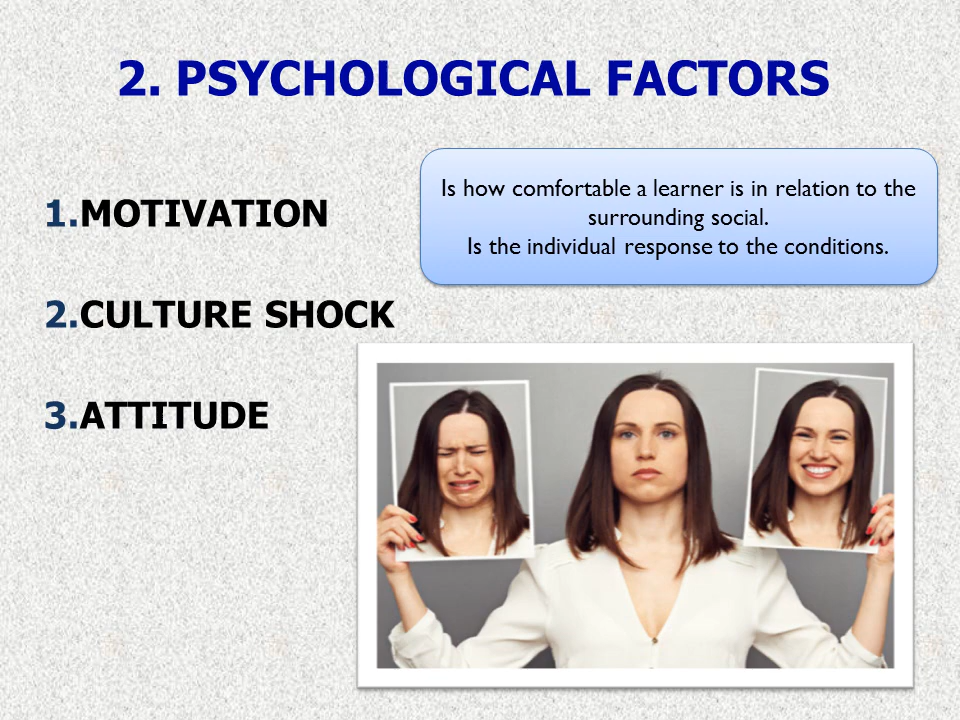 2. PSYCHOLOGICAL FACTORS
Is how comfortable a learner is in relation to the
surrounding social.
Is the individual response to the conditions.
1.MOTIVATION
2.CULTURE SHOCK
3.ATTITUDE